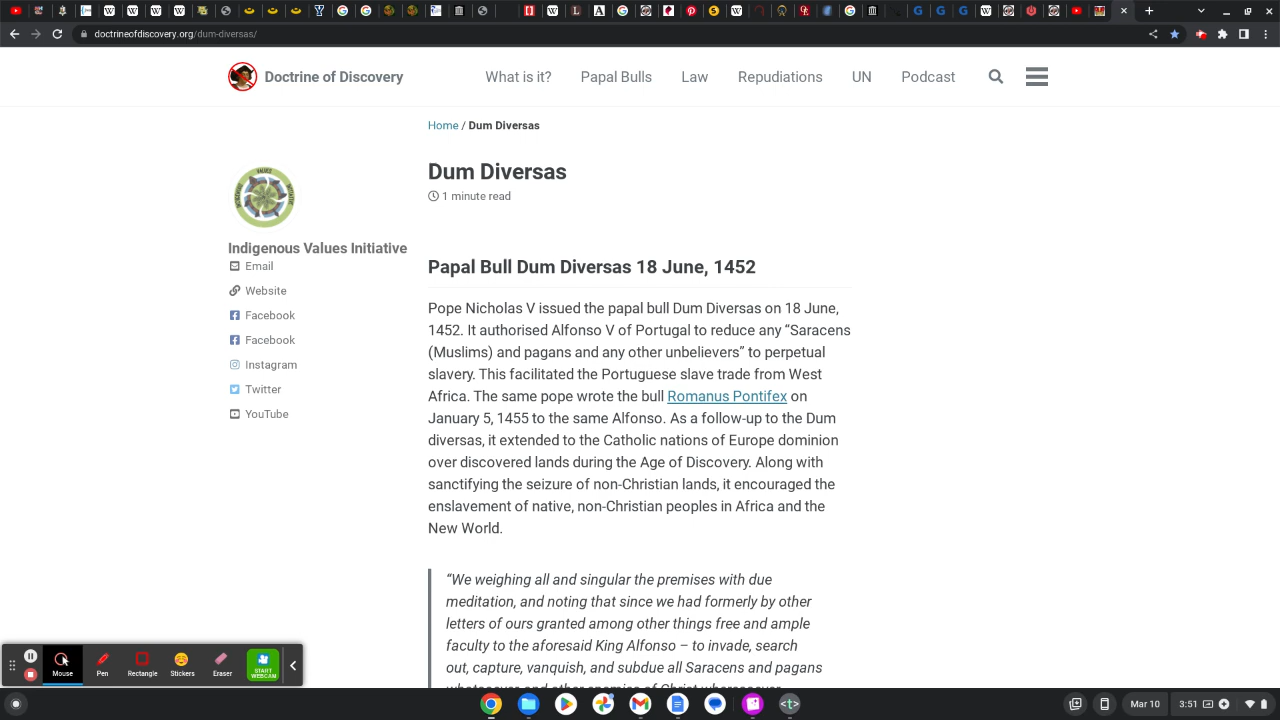 doctrineofdiscovery.org/dum-diversas/
Doctrine of Discovery
What is it?
Papal Bulls
Law
Repudiations
UN
Podcast
Home / Dum Diversas
Indigenous Values Initiative
Email
Website
Facebook
Facebook
Instagram
Twitter
YouTube
Dum Diversas
1 minute read
Papal Bull Dum Diversas 18 June, 1452
Pope Nicholas V issued the papal bull Dum Diversas on 18 June,
1452. It authorised Alfonso V of Portugal to reduce any “Saracens
(Muslims) and pagans and any other unbelievers” to perpetual
slavery. This facilitated the Portuguese slave trade from West
Africa. The same pope wrote the bull Romanus Pontifex on
January 5, 1455 to the same Alfonso. As a follow-up to the Dum
diversas, it extended to the Catholic nations of Europe dominion
over discovered lands during the Age of Discovery. Along with
sanctifying the seizure of non-Christian lands, it encouraged the
enslavement of native, non-Christian peoples in Africa and the
New World.
“We weighing all and singular the premises with due
meditation, and noting that since we had formerly by other
letters of ours granted among other things free and ample
faculty to the aforesaid King Alfonso – to invade, search
out, capture, vanquish, and subdue all Saracens and pagans
Mouse
Pen
Rectangle
Stickers
Eraser
START
WEBCAM
Mar 10
3:51